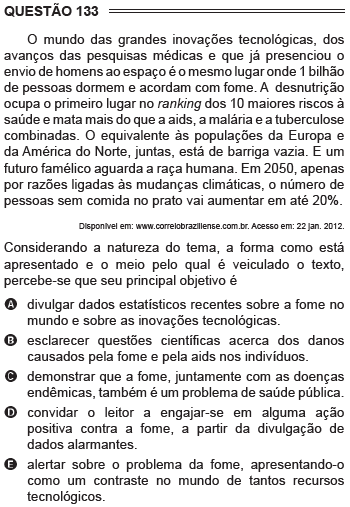 QUESTÃO 133
O mundo das grandes inovações tecnológicas, dos
avanços das pesquisas médicas e que já presenciou o
envio de homens ao espaço é o mesmo lugar onde 1 bilhão
de pessoas dormem e acordam com fome. A desnutrição
ocupa o primeiro lugar no ranking dos 10 maiores riscos à
saúde e mata mais do que a aids, a malária e a tuberculose
combinadas. O equivalente às populações da Europa e
da América do Norte, juntas, está de barriga vazia. E um
futuro famélico aguarda a raça humana. Em 2050, apenas
por razões ligadas às mudanças climáticas, o número de
pessoas sem comida no prato vai aumentar em até 20%.
Disponível em: www.correiobraziliense.com.br. Acesso em: 22 jan. 2012.
Considerando a natureza do tema, a forma como está
apresentado e o meio pelo qual é veiculado o texto,
percebe-se que seu principal objetivo é
A divulgar dados estatísticos recentes sobre a fome no
mundo e sobre as inovações tecnológicas.
B esclarecer questões científicas acerca dos danos
causados pela fome e pela aids nos indivíduos.
C demonstrar que a fome, juntamente com as doenças
endêmicas, também é um problema de saúde pública.
D convidar o leitor a engajar-se em alguma ação
positiva contra a fome, a partir da divulgação de
dados alarmantes.
E alertar sobre o problema da fome, apresentando-o
como um contraste no mundo de tantos recursos
tecnológicos.